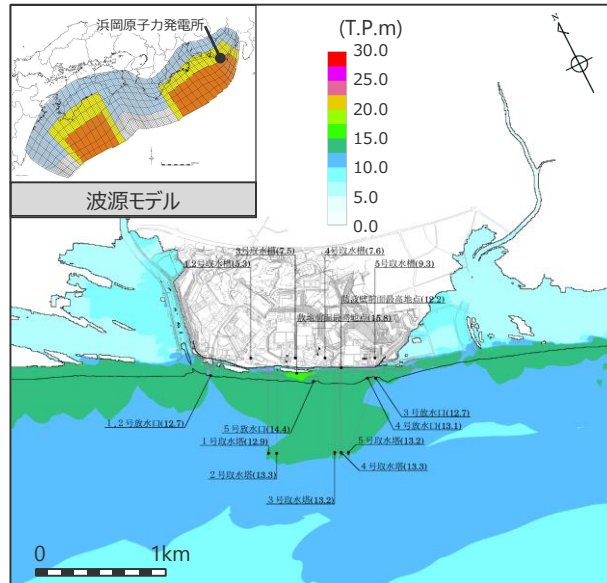 浜岡原子力発電所
波源モデル
(T.P.m)
30.0
25.0
20.0
15.0
10.0
5.0
0.0
N
3号取水槽(7.5)
4号取水槽(7.6)
1,2号取水槽(5.3)
5号取水槽(9.3)
防波壁前面最高地点(12.2)
敷地前面最高地点(15.8)
1,2号放水口(12.7)
5号放水口(14.4)
3号放水口(12.7)
4号放水口(13.1)
1号取水塔(12.9)
5号取水塔(13.2)
2号取水塔(13.3)
4号取水塔(13.3)
3号取水塔(13.2)
0
1km